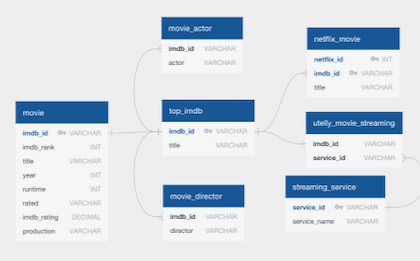 movie_actor
imdb_id VARCHAR
actor VARCHAR
netflix_movie
netflix_id INT
imdb_id VARCHAR
title VARCHAR
movie
imdb_id VARCHAR
imdb_rank INT
title VARCHAR
year INT
runtime INT
rated VARCHAR
imdb_rating DECIMAL
production VARCHAR
top_imdb
imdb_id VARCHAR
title VARCHAR
utelly_movie_streaming
imdb_id VARCHAR
service_id VARCHAR
movie_director
imdb_id VARCHAR
director VARCHAR
streaming_service
service_id VARCHAR
service_name VARCHAR